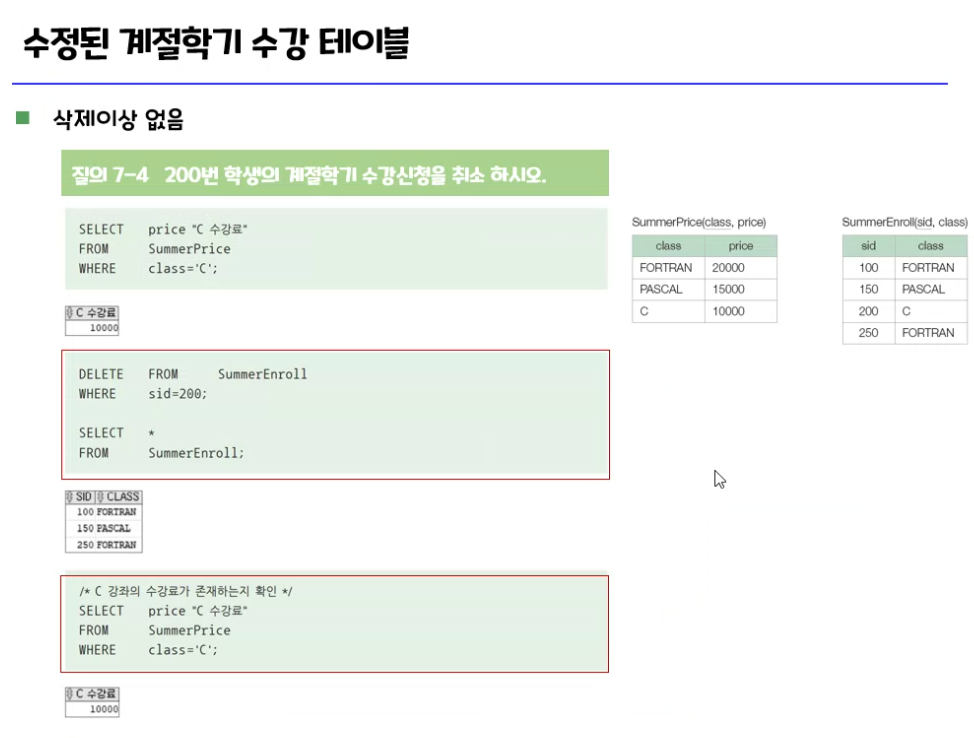 수정된 계절학기 수강 테이블
삭제이상 없음
질의 7-4 200번 학생의 계절학기 수강신청을 취소 하시오.
SELECT price "C 수강료"
FROM SummerPrice
WHERE class='C';
C 수강료
10000
DELETE FROM SummerEnroll
WHERE sid=200;
SELECT *
FROM SummerEnroll;
SID CLASS
100 FORTRAN
150 PASCAL
250 FORTRAN
/* C 강좌의 수강료가 존재하는지 확인 */
SELECT price "C 수강료"
FROM SummerPrice
WHERE class='C';
C 수강료
10000
SummerPrice(class, price)
class price
FORTRAN 20000
PASCAL 15000
C 10000
SummerEnroll(sid, class)
sid class
100 FORTRAN
150 PASCAL
200 C
250 FORTRAN